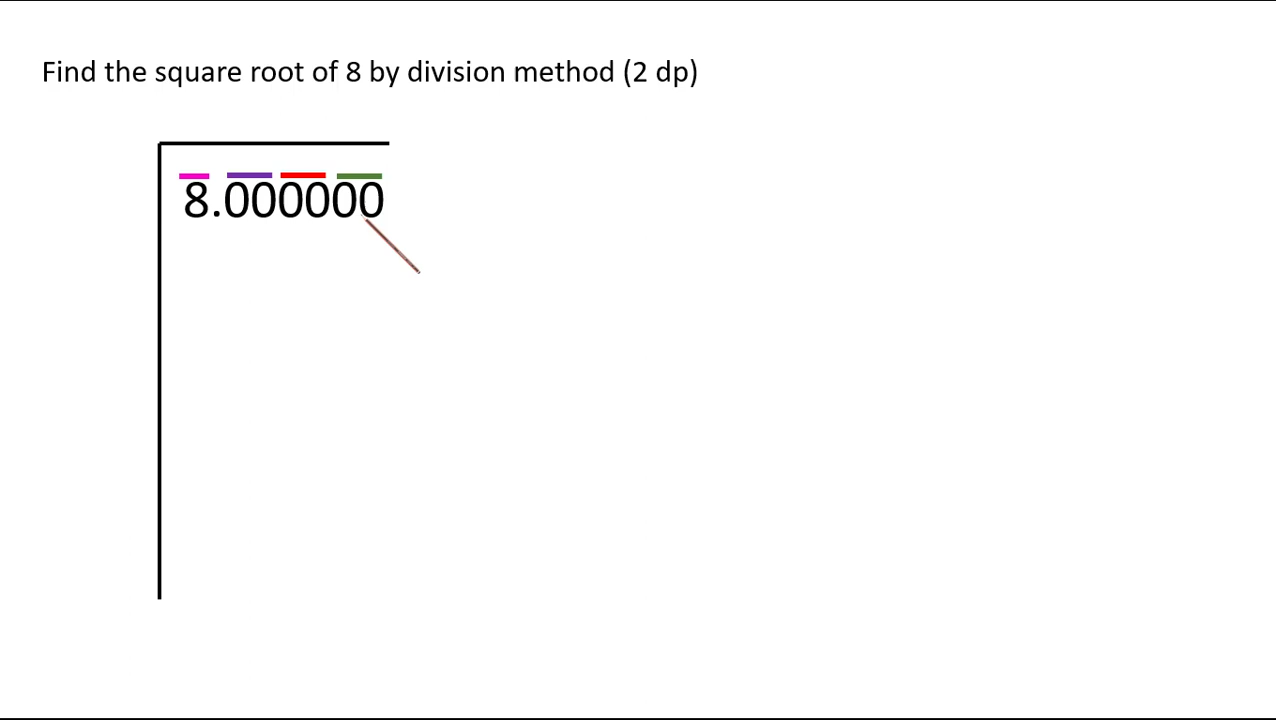 Find the square root of 8 by division method (2 dp)
8.000000